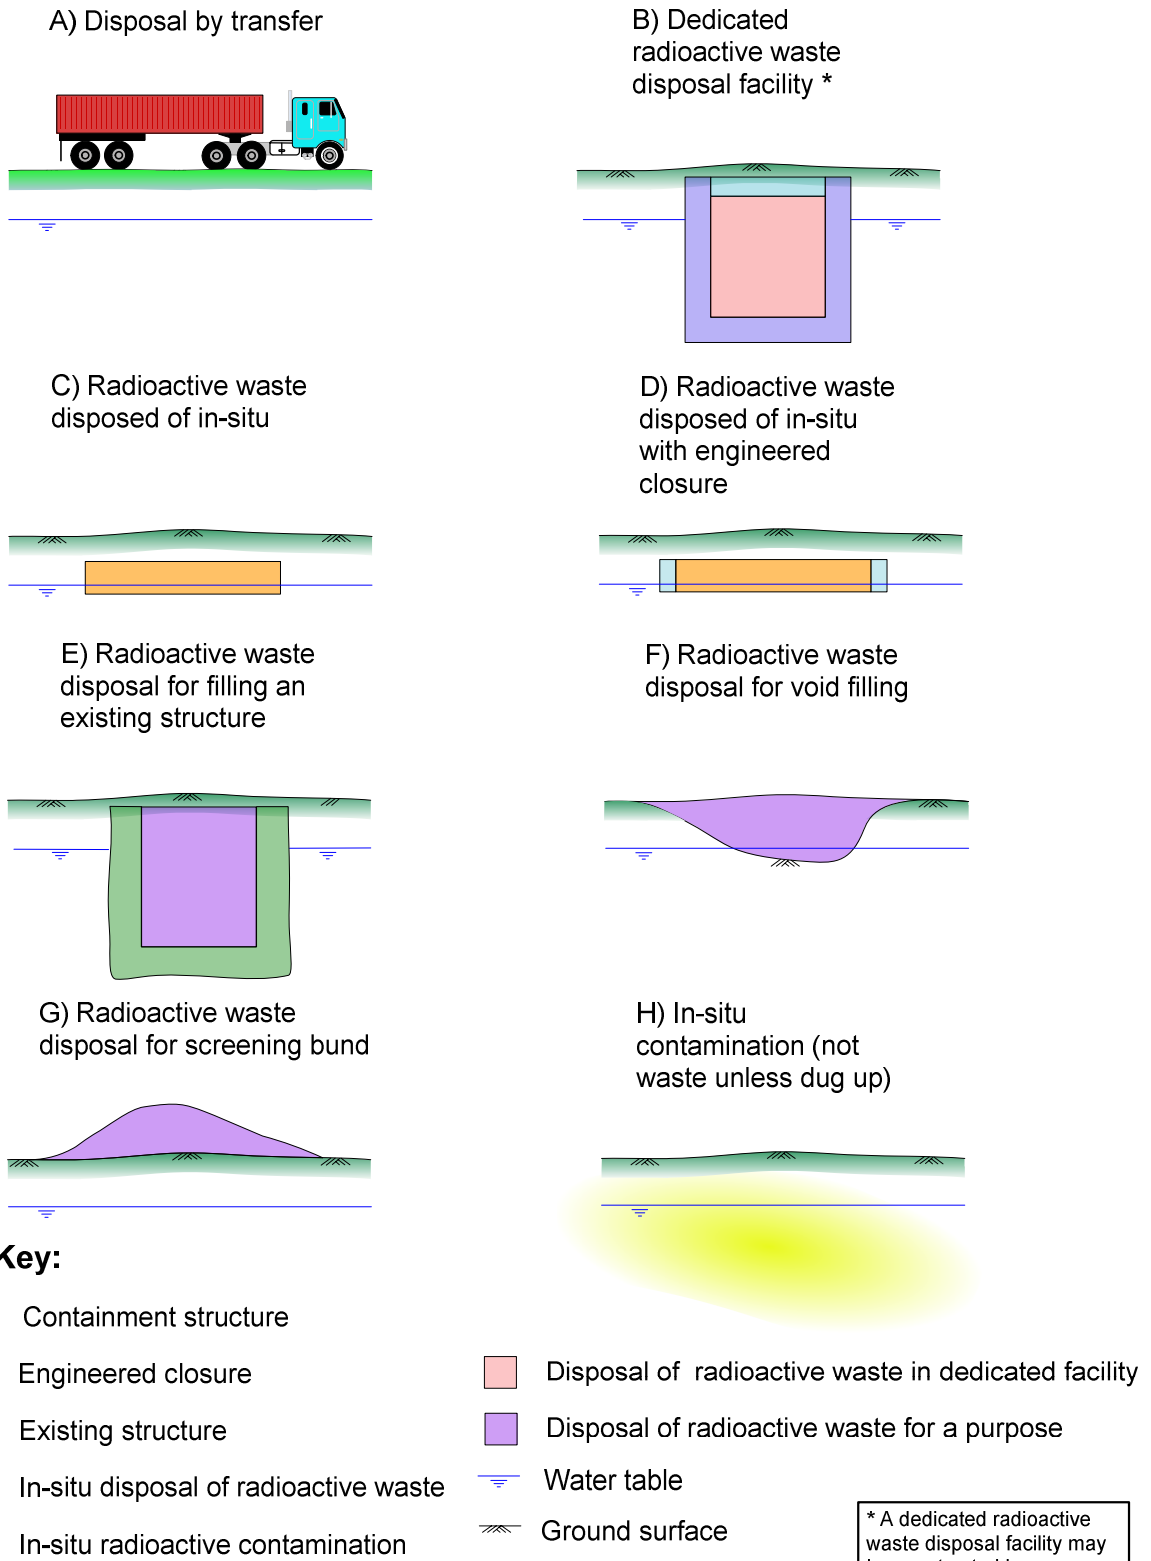 A) Disposal by transfer
B) Dedicated
radioactive waste
disposal facility *
C) Radioactive waste
disposed of in-situ
D) Radioactive waste
disposed of in-situ
with engineered
closure
E) Radioactive waste
disposal for filling an
existing structure
F) Radioactive waste
disposal for void filling
G) Radioactive waste
disposal for screening bund
H) In-situ
contamination (not
waste unless dug up)
Key:
Containment structure
Engineered closure
Existing structure
In-situ disposal of radioactive waste
In-situ radioactive contamination
Disposal of radioactive waste in dedicated facility
Disposal of radioactive waste for a purpose
Water table
Ground surface
* A dedicated radioactive
waste disposal facility may